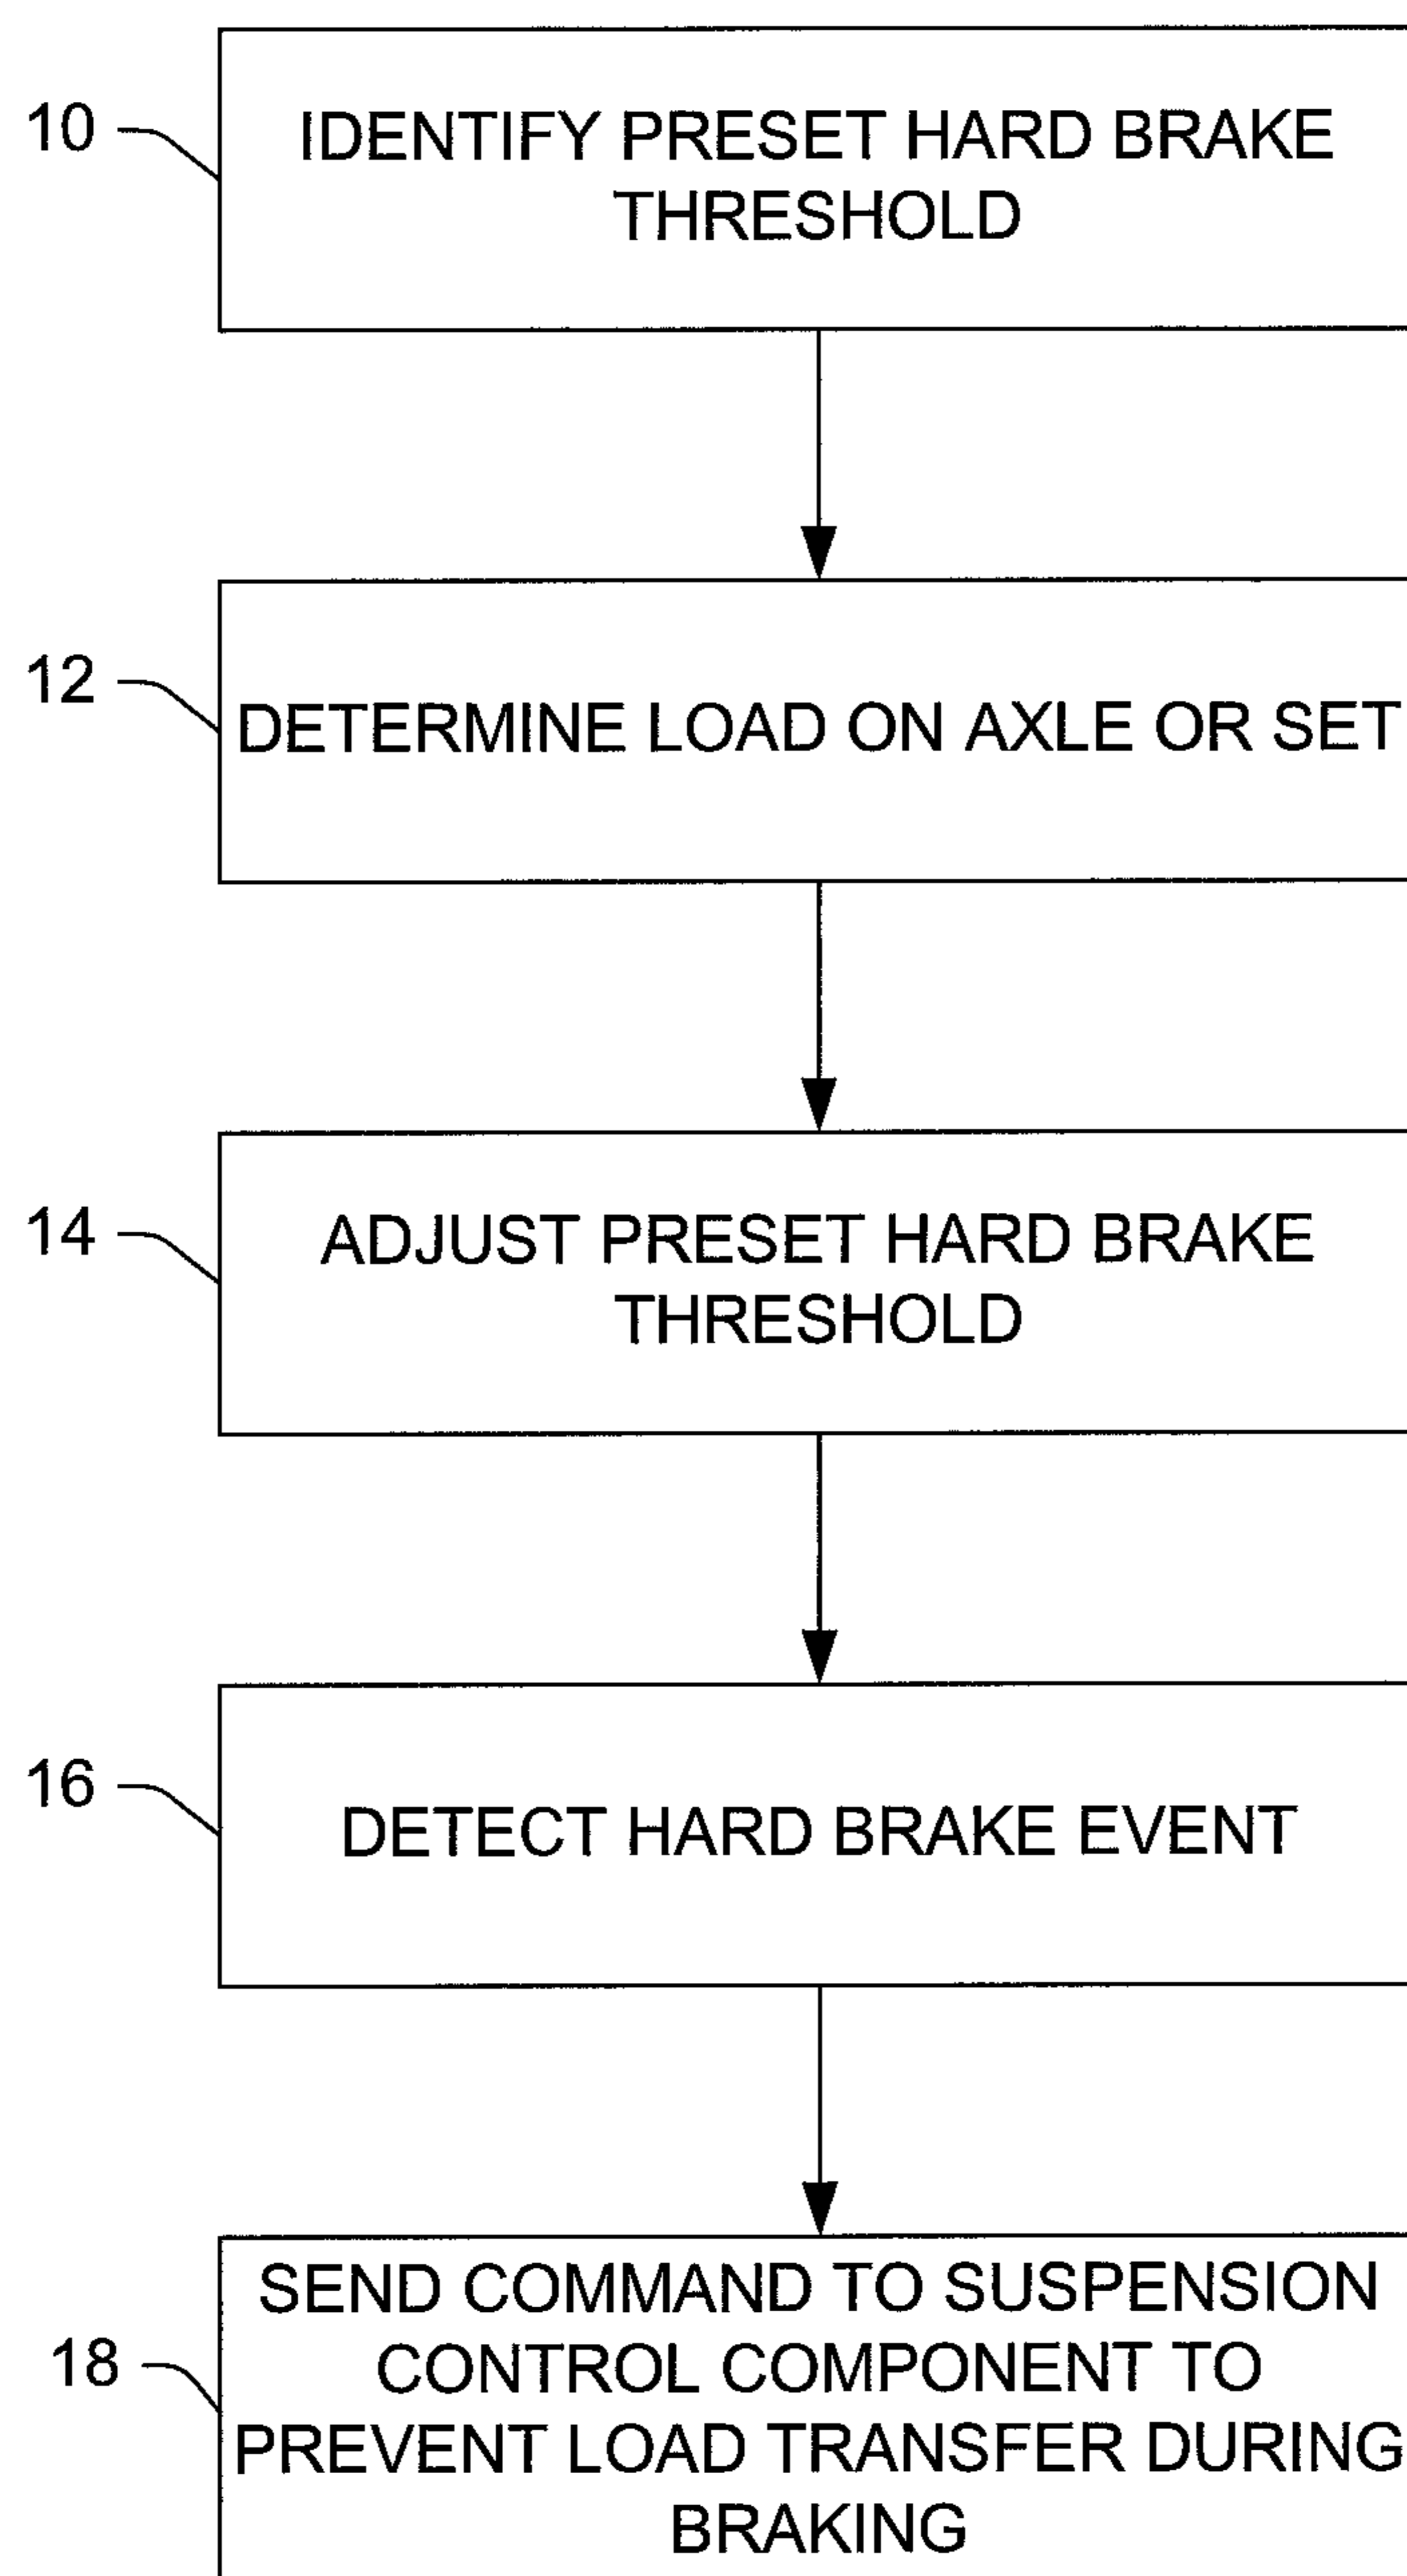 10
IDENTIFY PRESET HARD BRAKE
THRESHOLD
12
DETERMINE LOAD ON AXLE OR SET
14
ADJUST PRESET HARD BRAKE
THRESHOLD
16
DETECT HARD BRAKE EVENT
18
SEND COMMAND TO SUSPENSION
CONTROL COMPONENT TO
PREVENT LOAD TRANSFER DURING
BRAKING